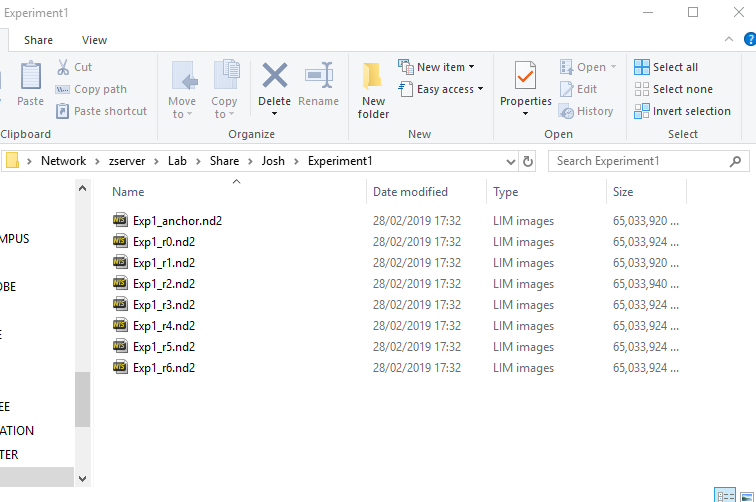 Experiment1
Share View
Cut
Copy path
Paste Paste shortcut
Clipboard
Move to Copy to Delete Rename
Organize
New folder New item Easy access
New
Properties Open Edit History
Open
Select all
Select none
Invert selection
Select
Network zserver Lab Share Josh Experiment1 Search Experiment1
Name Date modified Type Size
Exp1_anchor.nd2 28/02/2019 17:32 LIM images 65,033,920 ...
Exp1_r0.nd2 28/02/2019 17:32 LIM images 65,033,924 ...
Exp1_r1.nd2 28/02/2019 17:32 LIM images 65,033,920 ...
Exp1_r2.nd2 28/02/2019 17:32 LIM images 65,033,940 ...
Exp1_r3.nd2 28/02/2019 17:32 LIM images 65,033,924 ...
Exp1_r4.nd2 28/02/2019 17:32 LIM images 65,033,924 ...
Exp1_r5.nd2 28/02/2019 17:32 LIM images 65,033,924 ...
Exp1_r6.nd2 28/02/2019 17:32 LIM images 65,033,924 ...
MPUS
OBE
E
EE
ATION
TER